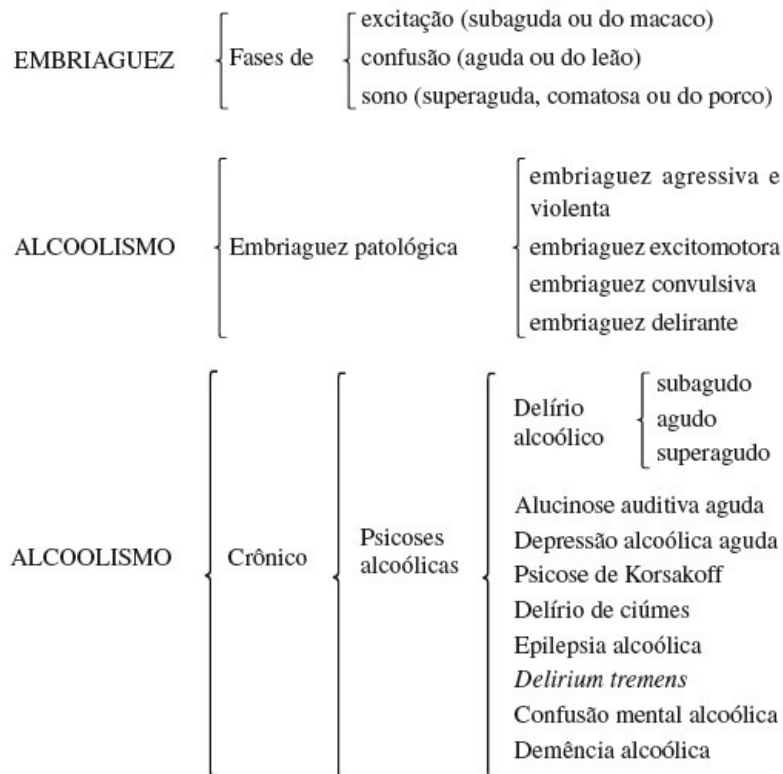 EMBRIAGUEZ
Fases de
excitação (subaguda ou do macaco)
confusão (aguda ou do leão)
sono (superaguda, comatosa ou do porco)
ALCOOLISMO
Embriaguez patológica
embriaguez agressiva e
violenta
embriaguez excitomotora
embriaguez convulsiva
embriaguez delirante
ALCOOLISMO
Crônico
Psicoses
alcoólicas
Delírio
alcoólico
subagudo
agudo
superagudo
Alucinose auditiva aguda
Depressão alcoólica aguda
Psicose de Korsakoff
Delírio de ciúmes
Epilepsia alcoólica
Delirium tremens
Confusão mental alcoólica
Demência alcoólica